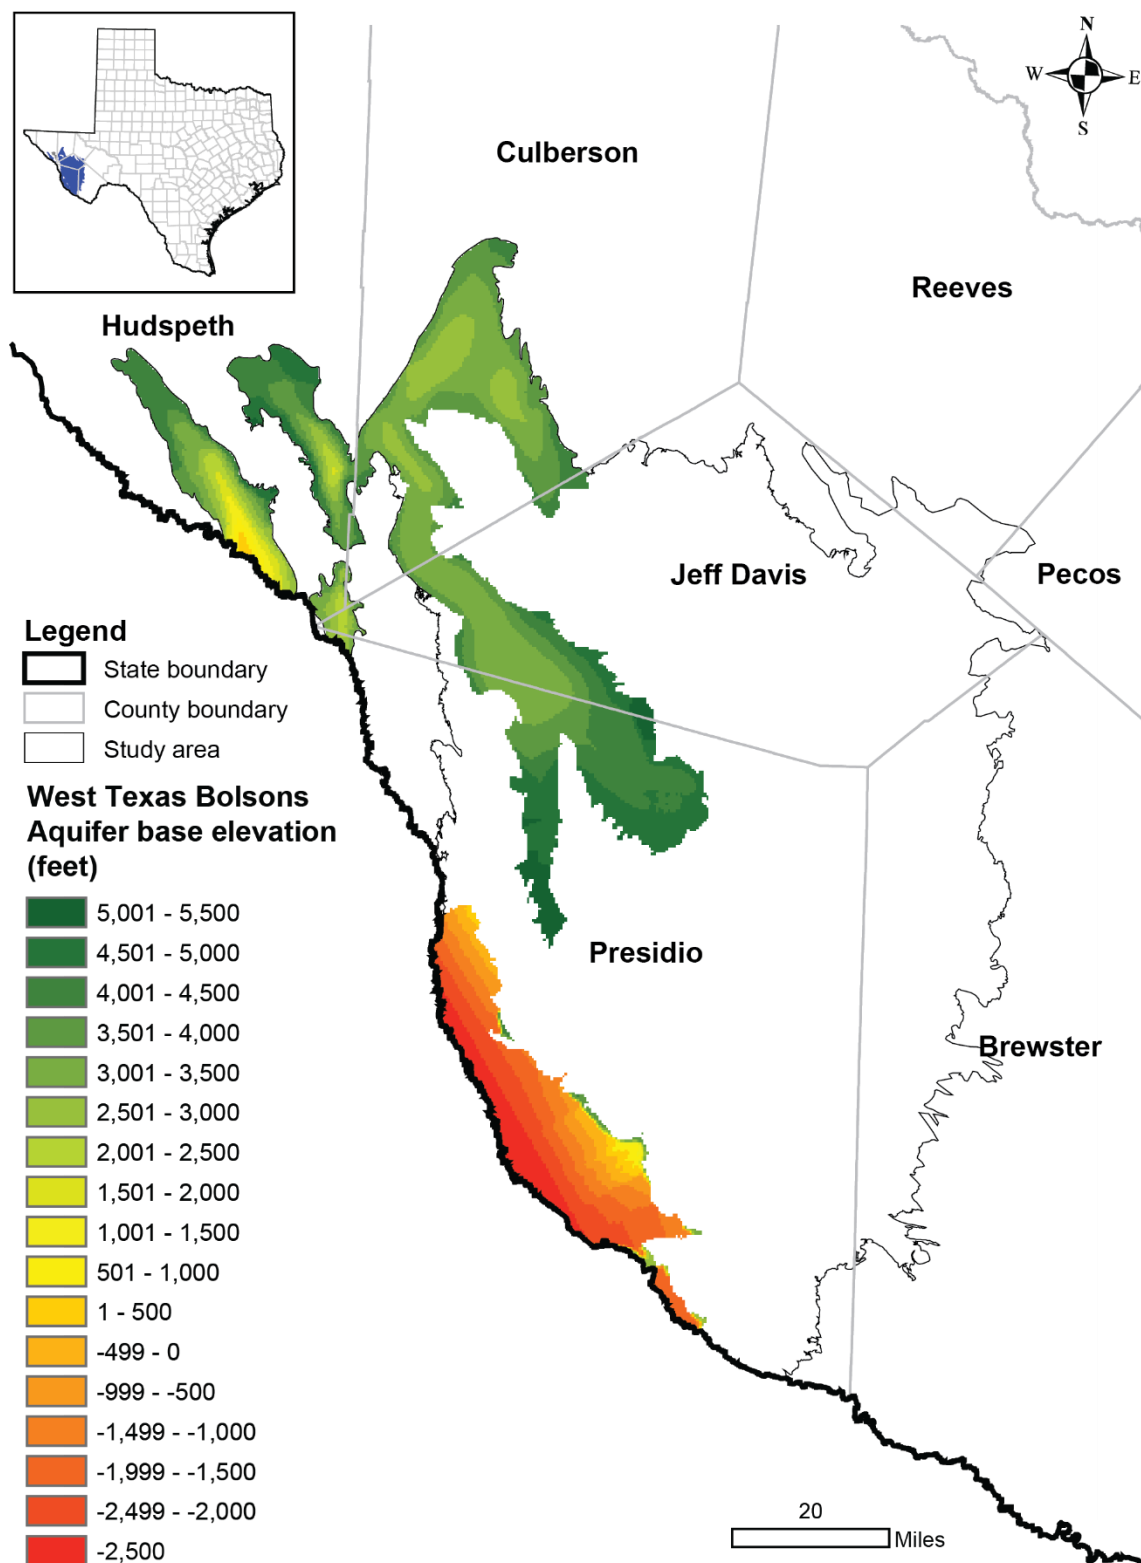 N
W
E
S
Culberson
Reeves
Hudspeth
Jeff Davis
Pecos
Legend
State boundary
County boundary
Study area
West Texas Bolsons
Aquifer base elevation
(feet)
5,001 - 5,500
4,501 - 5,000
4,001 - 4,500
3,501 - 4,000
3,001 - 3,500
2,501 - 3,000
2,001 - 2,500
1,501 - 2,000
1,001 - 1,500
501 - 1,000
1 - 500
-499 - 0
-999 - -500
-1,499 - -1,000
-1,999 - -1,500
-2,499 - -2,000
-2,500
Presidio
Brewster
20
Miles